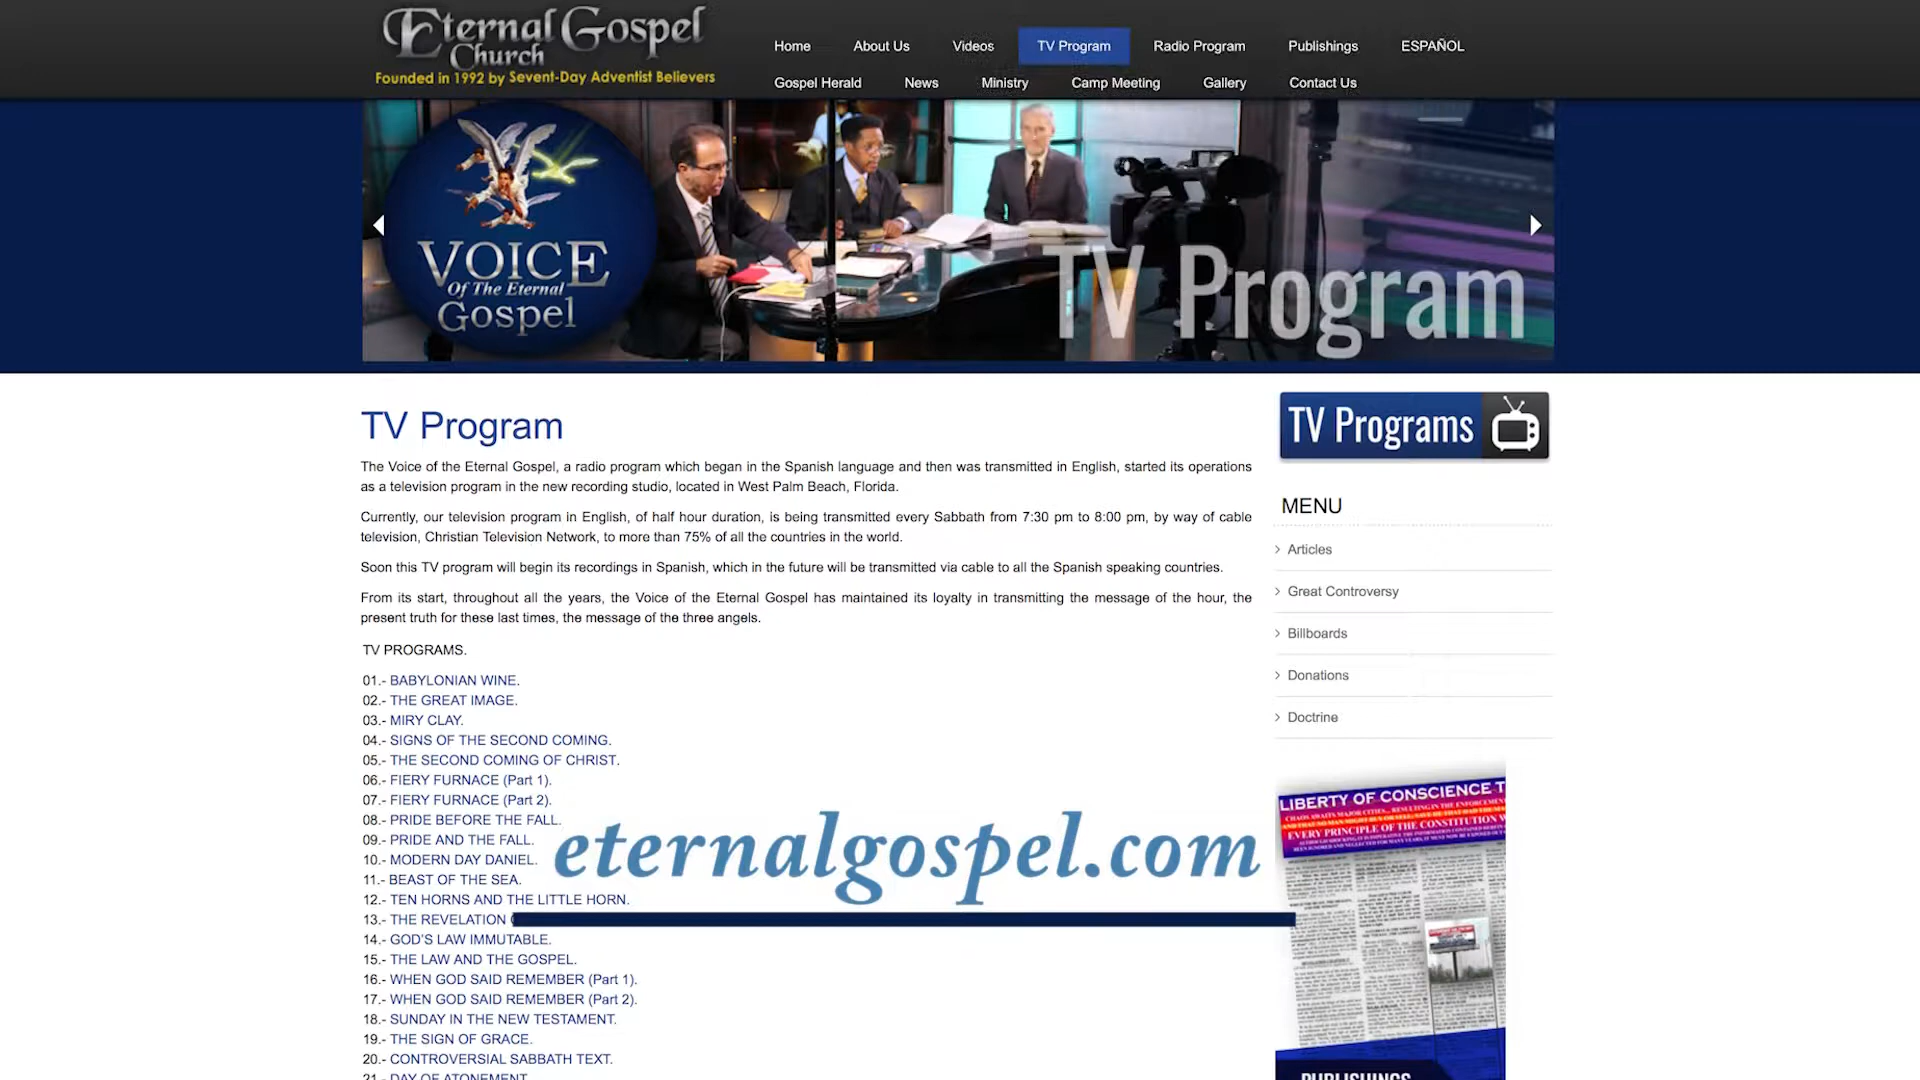 Eternal Gospel
Church
Founded in 1992 by Sevent-Day Adventist Believers
Home About Us Videos TV Program Radio Program Publishings ESPAÑOL
Gospel Herald News Ministry Camp Meeting Gallery Contact Us
VOICE
Of The Eternal
Gospel
TV Program
TV Program
The Voice of the Eternal Gospel, a radio program which began in the Spanish language and then was transmitted in English, started its operations
as a television program in the new recording studio, located in West Palm Beach, Florida.
Currently, our television program in English, of half hour duration, is being transmitted every Sabbath from 7:30 pm to 8:00 pm, by way of cable
television, Christian Television Network, to more than 75% of all the countries in the world.
Soon this TV program will begin its recordings in Spanish, which in the future will be transmitted via cable to all the Spanish speaking countries.
From its start, throughout all the years, the Voice of the Eternal Gospel has maintained its loyalty in transmitting the message of the hour, the
present truth for these last times, the message of the three angels.
TV PROGRAMS.
01.- BABYLONIAN WINE.
02.- THE GREAT IMAGE.
03.- MIRY CLAY.
04.- SIGNS OF THE SECOND COMING.
05.- THE SECOND COMING OF CHRIST.
06.- FIERY FURNACE (Part 1).
07.- FIERY FURNACE (Part 2).
08.- PRIDE BEFORE THE FALL.
09.- PRIDE AND THE FALL.
10.- MODERN DAY DANIEL.
11.- BEAST OF THE SEA.
12.- TEN HORNS AND THE LITTLE HORN.
13.- THE REVELATION
14.- GOD'S LAW IMMUTABLE.
15.- THE LAW AND THE GOSPEL.
16.- WHEN GOD SAID REMEMBER (Part 1).
17.- WHEN GOD SAID REMEMBER (Part 2).
18.- SUNDAY IN THE NEW TESTAMENT.
19.- THE SIGN OF GRACE.
20.- CONTROVERSIAL SABBATH TEXT.
21.- DAY OF ATONEMENT
eternalgospel.com
TV Programs
MENU
Articles
Great Controversy
Billboards
Donations
Doctrine
LIBERTY OF CONSCIENCE T
EVERY PRINCIPLE OF THE CONSTITUTION W
PUBLISHINGS